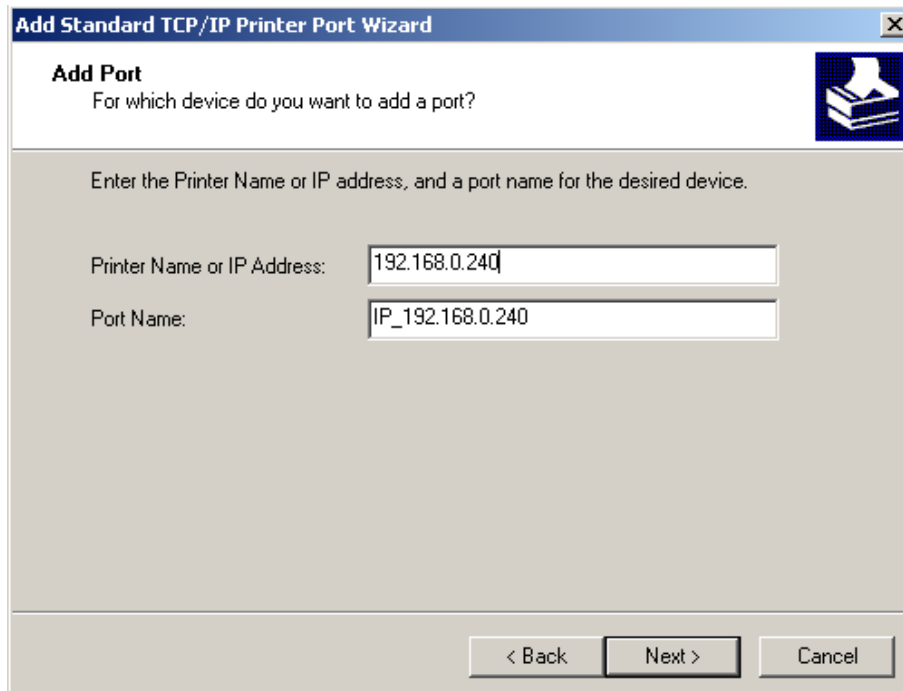 Add Standard TCP/IP Printer Port Wizard
Add Port
For which device do you want to add a port?
Enter the Printer Name or IP address, and a port name for the desired device.
Printer Name or IP Address: 192.168.0.240
Port Name: IP_192.168.0.240
< Back Next > Cancel